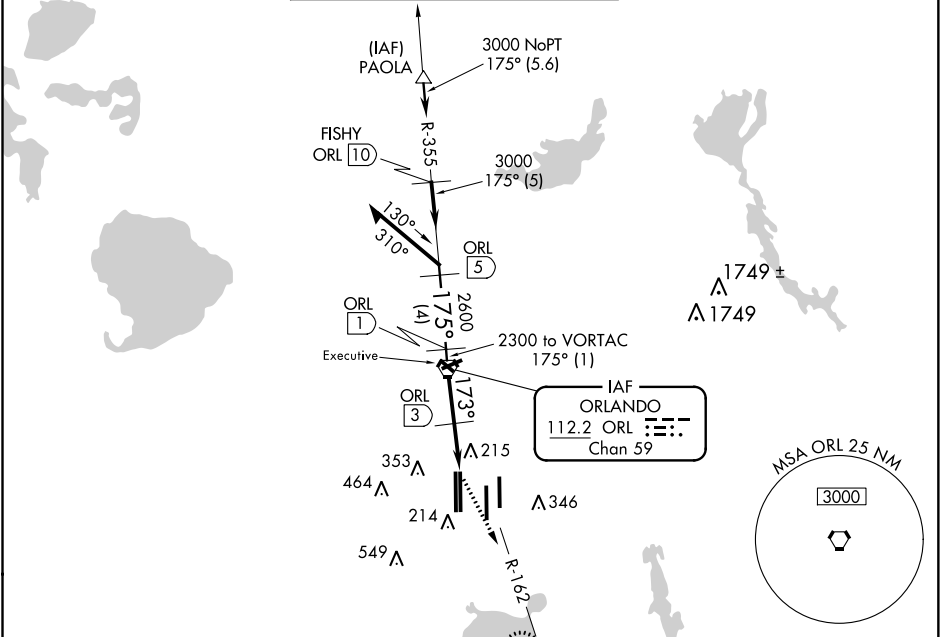 (IAF)
PAOLA
3000 NoPT
175° (5.6)
R-355
FISHY
ORL 10
3000
175° (5)
130°
310°
ORL
5
2600
175°
(4)
ORL
1
2300 to VORTAC
175° (1)
Executive
173°
ORL
3
IAF
ORLANDO
112.2 ORL
Chan 59
1749 ±
1749
215
353
464
214
346
549
R-162
MSA ORL 25 NM
3000